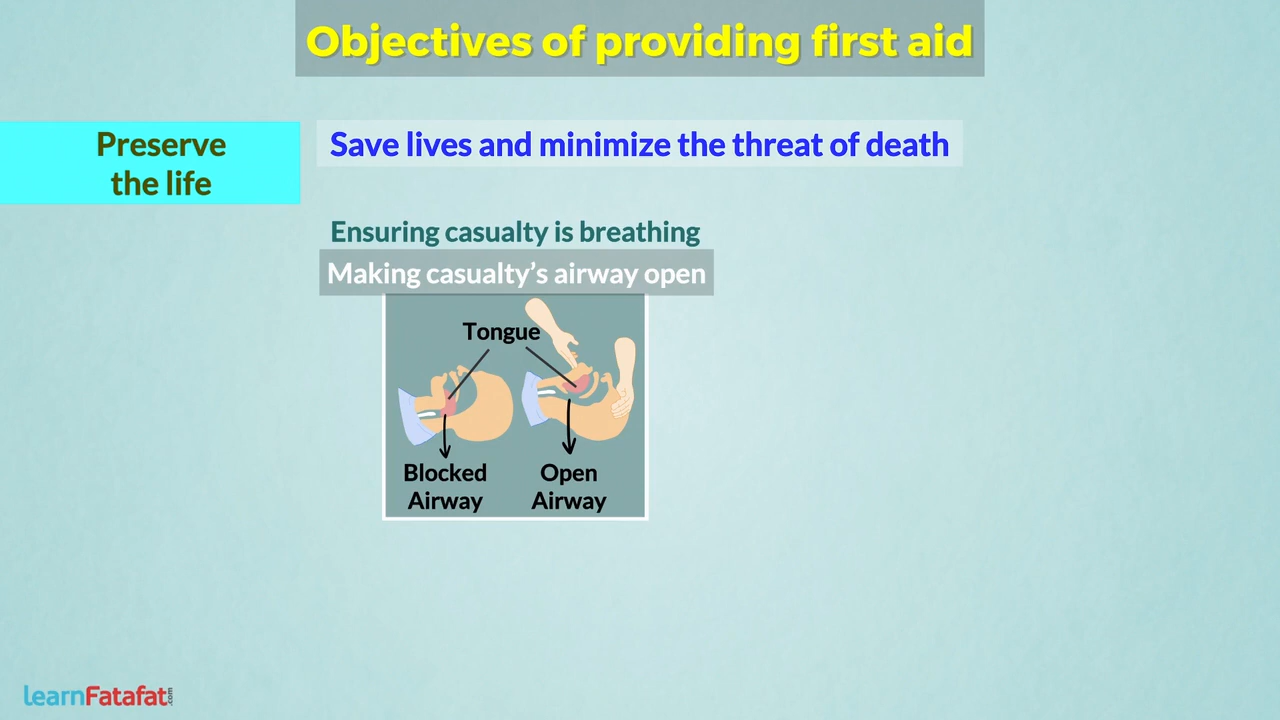 Objectives of providing first aid
Preserve
the life
Save lives and minimize the threat of death
Ensuring casualty is breathing
Making casualty’s airway open
Tongue
Blocked
Airway
Open
Airway
learnFatafat.com